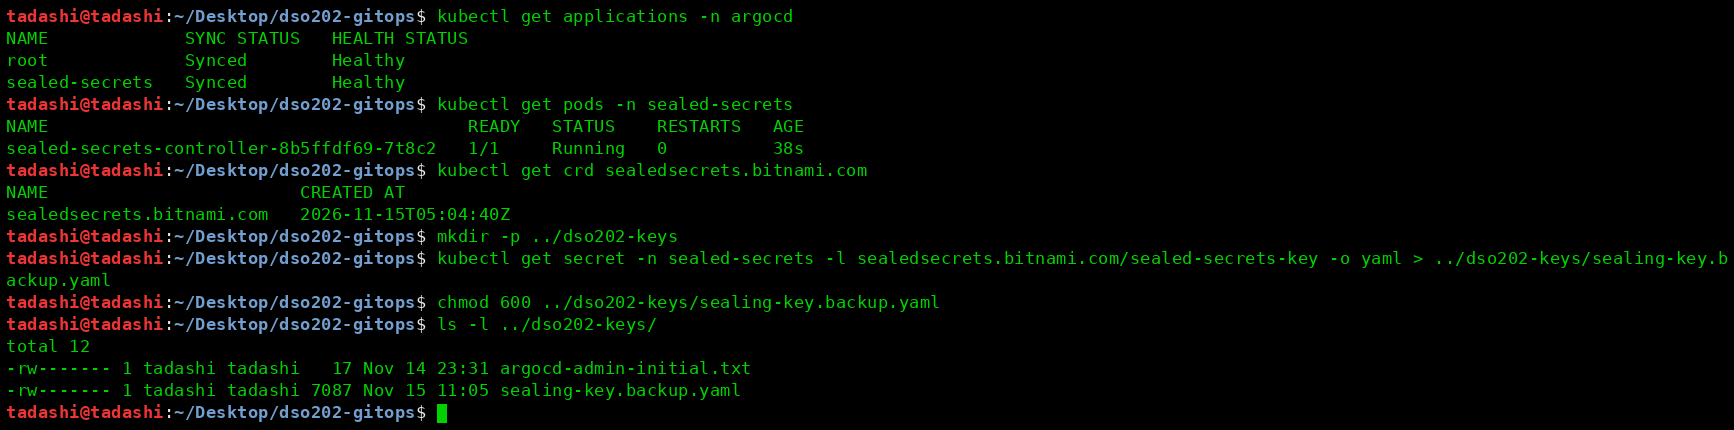 tadashi@tadashi:~/Desktop/dso202-gitops$ kubectl get applications -n argocd
NAME             SYNC STATUS   HEALTH STATUS
root             Synced        Healthy
sealed-secrets   Synced        Healthy
tadashi@tadashi:~/Desktop/dso202-gitops$ kubectl get pods -n sealed-secrets
NAME                                        READY   STATUS    RESTARTS   AGE
sealed-secrets-controller-8b5ffdf69-7t8c2   1/1     Running   0          38s
tadashi@tadashi:~/Desktop/dso202-gitops$ kubectl get crd sealedsecrets.bitnami.com
NAME                        CREATED AT
sealedsecrets.bitnami.com   2026-11-15T05:04:40Z
tadashi@tadashi:~/Desktop/dso202-gitops$ mkdir -p ../dso202-keys
tadashi@tadashi:~/Desktop/dso202-gitops$ kubectl get secret -n sealed-secrets -l sealedsecrets.bitnami.com/sealed-secrets-key -o yaml > ../dso202-keys/sealing-key.b
ackup.yaml
tadashi@tadashi:~/Desktop/dso202-gitops$ chmod 600 ../dso202-keys/sealing-key.backup.yaml
tadashi@tadashi:~/Desktop/dso202-gitops$ ls -l ../dso202-keys/
total 12
-rw------- 1 tadashi tadashi   17 Nov 14 23:31 argocd-admin-initial.txt
-rw------- 1 tadashi tadashi 7087 Nov 15 11:05 sealing-key.backup.yaml
tadashi@tadashi:~/Desktop/dso202-gitops$